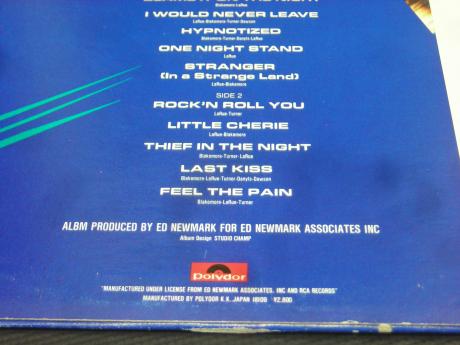 I WOULD NEVER LEAVE
Blakemore-LaRue-Turner-Dawson
HYPNOTIZED
Blakemore-Turner-Danyls-LaRue
ONE NIGHT STAND
LaRue
STRANGER
(In a Strange Land)
LaRue-Blakemore
SIDE 2
ROCK'N ROLL YOU
LaRue-Turner
LITTLE CHERIE
LaRue-Blakemore
THIEF IN THE NIGHT
Blakemore-Turner-LaRue
LAST KISS
Blakemore-LaRue-Turner-Danyls-Dawson
FEEL THE PAIN
Blakemore-LaRue-Turner
ALBM PRODUCED BY ED NEWMARK FOR ED NEWMARK ASSOCIATES INC
Album Design STUDIO CHAMP
polydor
"MANUFACTURED UNDER LICENSE FROM ED NEWMARK ASSOCIATES, INC AND RCA RECORDS"
MANUFACTURED BY POLYDOR K.K. JAPAN ¥2,800